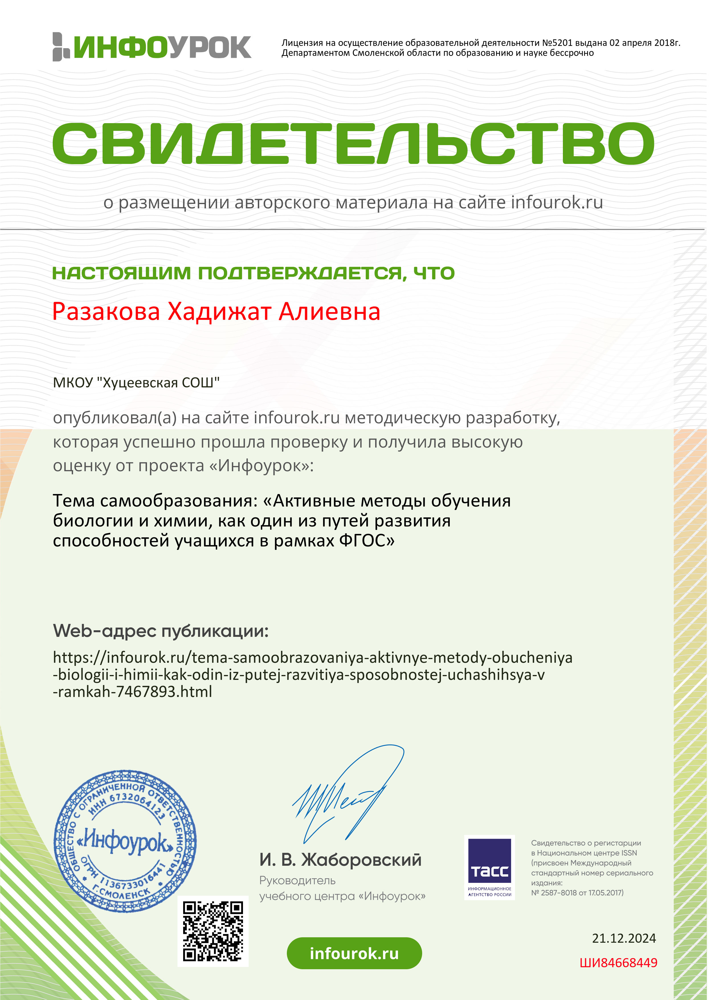 ИНФОУРОК
Лицензия на осуществление образовательной деятельности №5201 выдана 02 апреля 2018г.
Департаментом Смоленской области по образованию и науке бессрочно
СВИДЕТЕЛЬСТВО
о размещении авторского материала на сайте infourok.ru
НАСТОЯЩИМ ПОДТВЕРЖДАЕТСЯ, ЧТО
Разакова Хадижат Алиевна
МКОУ "Хуцеевская СОШ"
опубликовал(а) на сайте infourok.ru методическую разработку,
которая успешно прошла проверку и получила высокую
оценку от проекта «Инфоурок»:
Тема самообразования: «Активные методы обучения
биологии и химии, как один из путей развития
способностей учащихся в рамках ФГОС»
Web-адрес публикации:
https://infourok.ru/tema-samoobrazovaniya-aktivnye-metody-obucheniya
-biologii-i-himii-kak-odin-iz-putej-razvitiya-sposobnostej-uchashihsya-v
-ramkah-7467893.html
ОБЩЕСТВО С ОГРАНИЧЕННОЙ ОТВЕТСТВЕННОСТЬЮ
ИНН 6732064123
«Инфоурок»
ОГРН 1136733016441
Г.СМОЛЕНСК
И. В. Жаборовский
Руководитель
учебного центра «Инфоурок»
ТАСС
ИНФОРМАЦИОННОЕ
АГЕНТСТВО РОССИИ
Свидетельство о регистарции
в Национальном центре ISSN
(присвоен Международный
стандартный номер сериального
издания:
№ 2587-8018 от 17.05.2017)
infourok.ru
21.12.2024
ШИ84668449